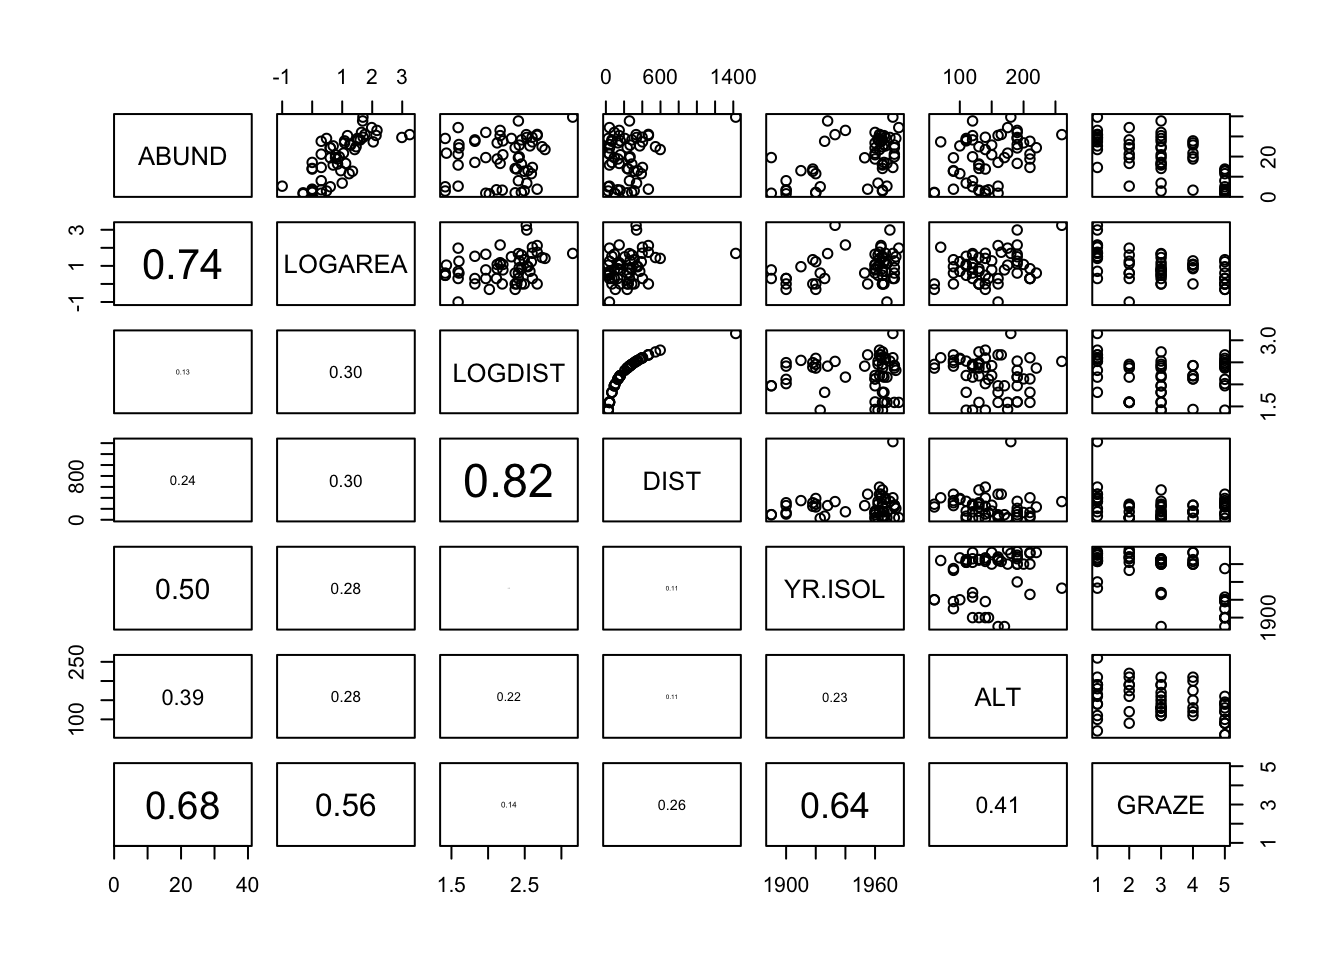 -1 1 2 3 0 600 1400 100 200
ABUND 0 20
3 1 -1 0.74 LOGAREA
0.13 0.30 LOGDIST 1.5 3.0
800 0 0.24 0.30 0.82 DIST
0.50 0.28 0.11 YR.ISOL 1900
250 100 0.39 0.28 0.22 0.11 0.23 ALT
0.68 0.56 0.14 0.26 0.64 0.41 GRAZE 5 3 1
0 20 40 1.5 2.5 1900 1960 1 2 3 4 5